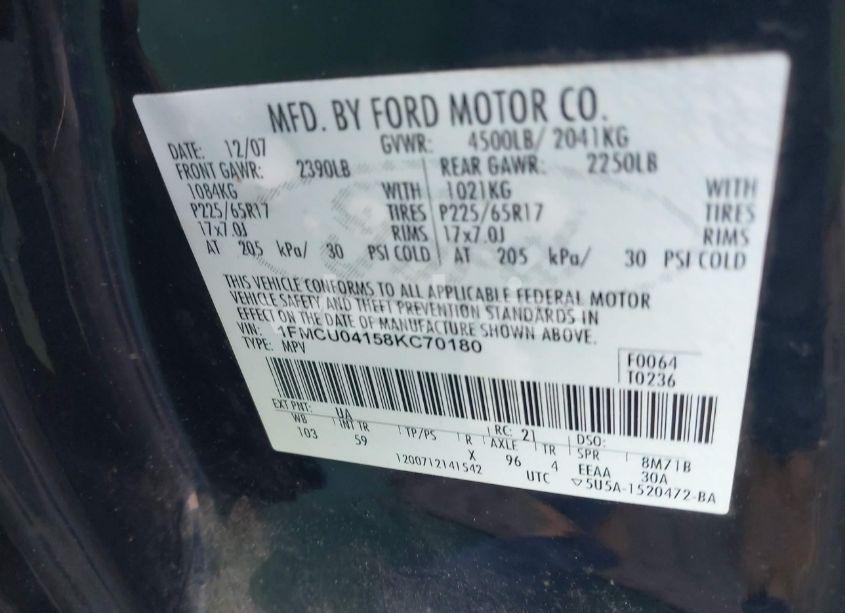 MFD. BY FORD MOTOR CO.
DATE: 12/07 GVWR: 4500LB/ 2041KG
FRONT GAWR: 2390LB REAR GAWR: 2250LB
1084KG WITH 1021KG WITH
P225/65R17 TIRES P225/65R17 TIRES
17x7.0J RIMS 17x7.0J RIMS
AT 205 kPa/ 30 PSI COLD AT 205 kPa/ 30 PSI COLD
THIS VEHICLE CONFORMS TO ALL APPLICABLE FEDERAL MOTOR
VEHICLE SAFETY AND THEFT PREVENTION STANDARDS IN
EFFECT ON THE DATE OF MANUFACTURE SHOWN ABOVE.
VIN: 1FMCU04158KC70180
TYPE: MPV
F0064
T0236
EXT PNT: UA RC: 21 DSO:
WB INT TR TP/PS R AXLE TR SPR 8M71B
103 59 X 96 4 EEAA 30A
1200712141542 UTC ▽5U5A-1520472-BA